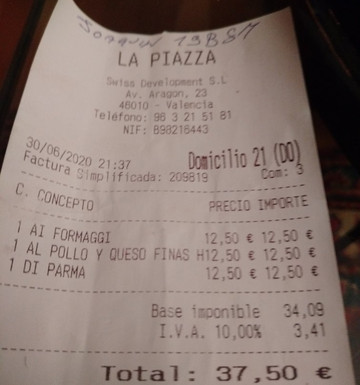 LA PIAZZA
Swiss Development S.L
Av. Aragon, 23
46010 - Valencia
Teléfono: 96 3 21 51 81
NIF: B98216443
30/06/2020 21:37
Domicilio 21 (DO)
Factura Simplificada: 209819
Com: 3
C. CONCEPTO PRECIO IMPORTE
1 AI FORMAGGI 12,50 € 12,50 €
1 AL POLLO Y QUESO FINAS H12,50 € 12,50 €
1 DI PARMA 12,50 € 12,50 €
Base imponible 34,09
I.V.A. 10,00% 3,41
Total: 37,50 €